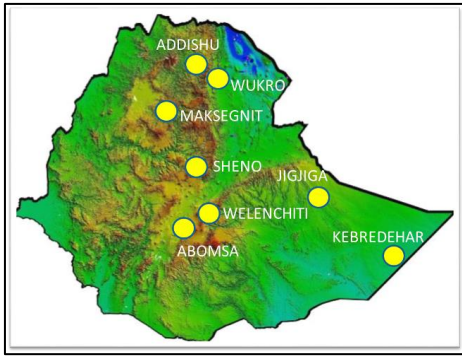 ADDISHU
WUKRO
MAKSEGNIT
SHENO
JIGJIGA
WELENCHITI
KEBREDEHAR
ABOMSA